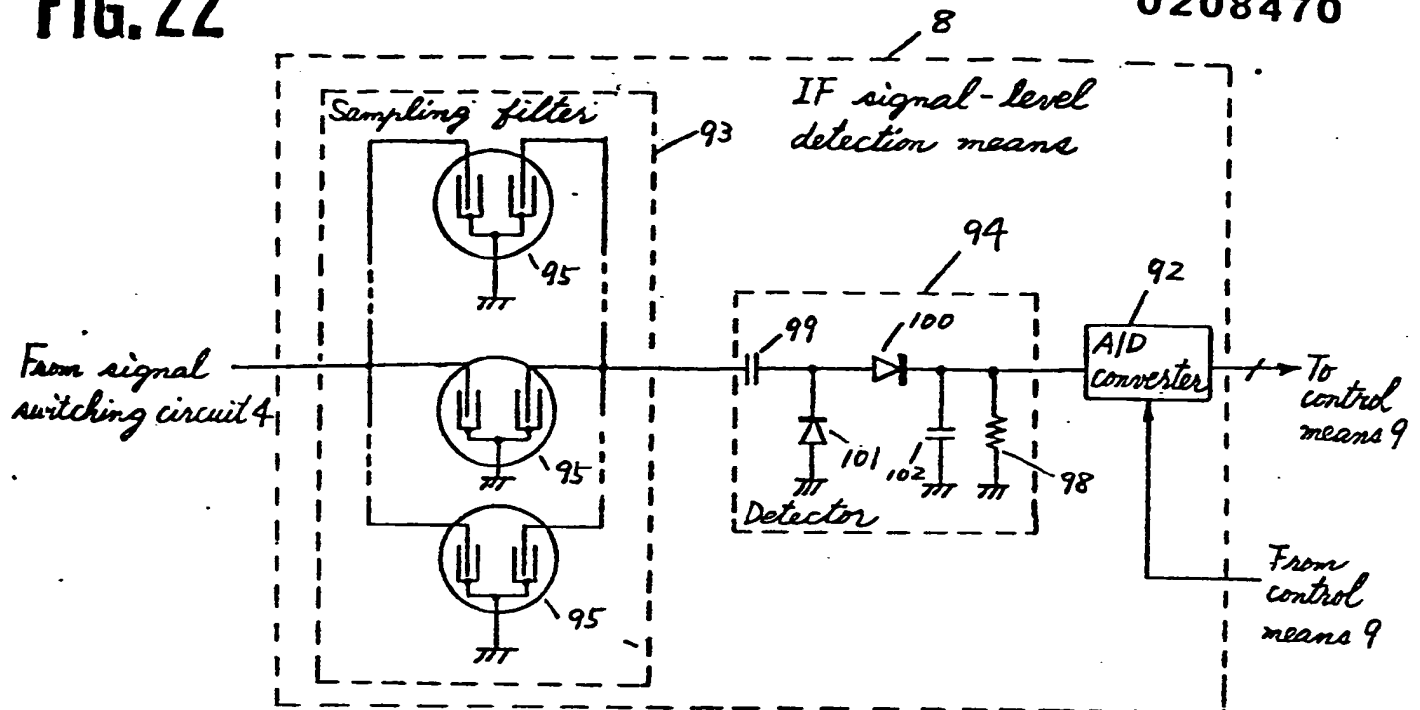 FIG. 22
0208470
8
IF signal-level
detection means
Sampling filter
93
95
94
92
99
100
A/D
converter
From signal
switching circuit 4
To
control
means 9
95
101
102
98
Detector
From
control
means 9
95